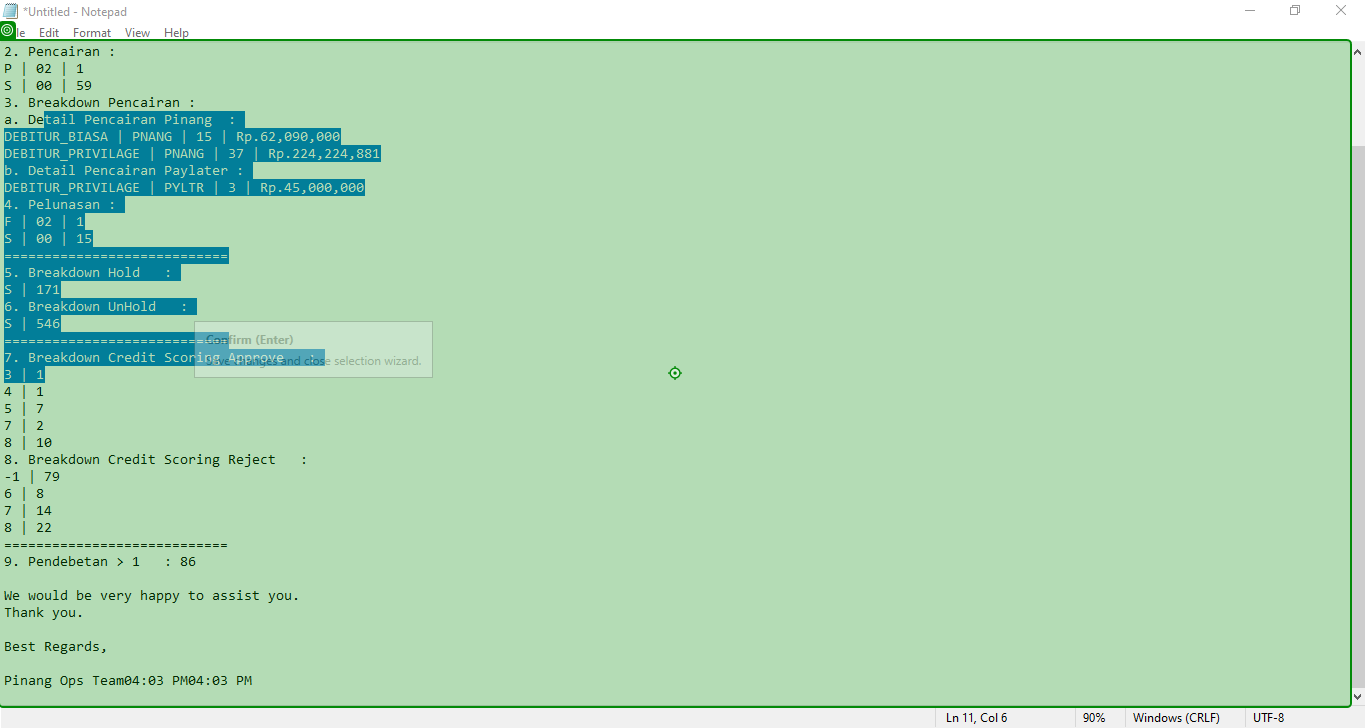 *Untitled - Notepad
le Edit Format View Help
2. Pencairan :
P | 02 | 1
S | 00 | 59
3. Breakdown Pencairan :
a. Detail Pencairan Pinang :
DEBITUR_BIASA | PNANG | 15 | Rp.62,090,000
DEBITUR_PRIVILAGE | PNANG | 37 | Rp.224,224,881
b. Detail Pencairan Paylater :
DEBITUR_PRIVILAGE | PYLTR | 3 | Rp.45,000,000
4. Pelunasan :
F | 02 | 1
S | 00 | 15
============================
5. Breakdown Hold :
S | 171
6. Breakdown UnHold :
S | 546
============================
Confirm (Enter)
7. Breakdown Credit Scoring Approve :
Save changes and close selection wizard.
3 | 1
4 | 1
5 | 7
7 | 2
8 | 10
8. Breakdown Credit Scoring Reject :
-1 | 79
6 | 8
7 | 14
8 | 22
============================
9. Pendebetan > 1 : 86
We would be very happy to assist you.
Thank you.
Best Regards,
Pinang Ops Team04:03 PM04:03 PM
Ln 11, Col 6 90% Windows (CRLF) UTF-8